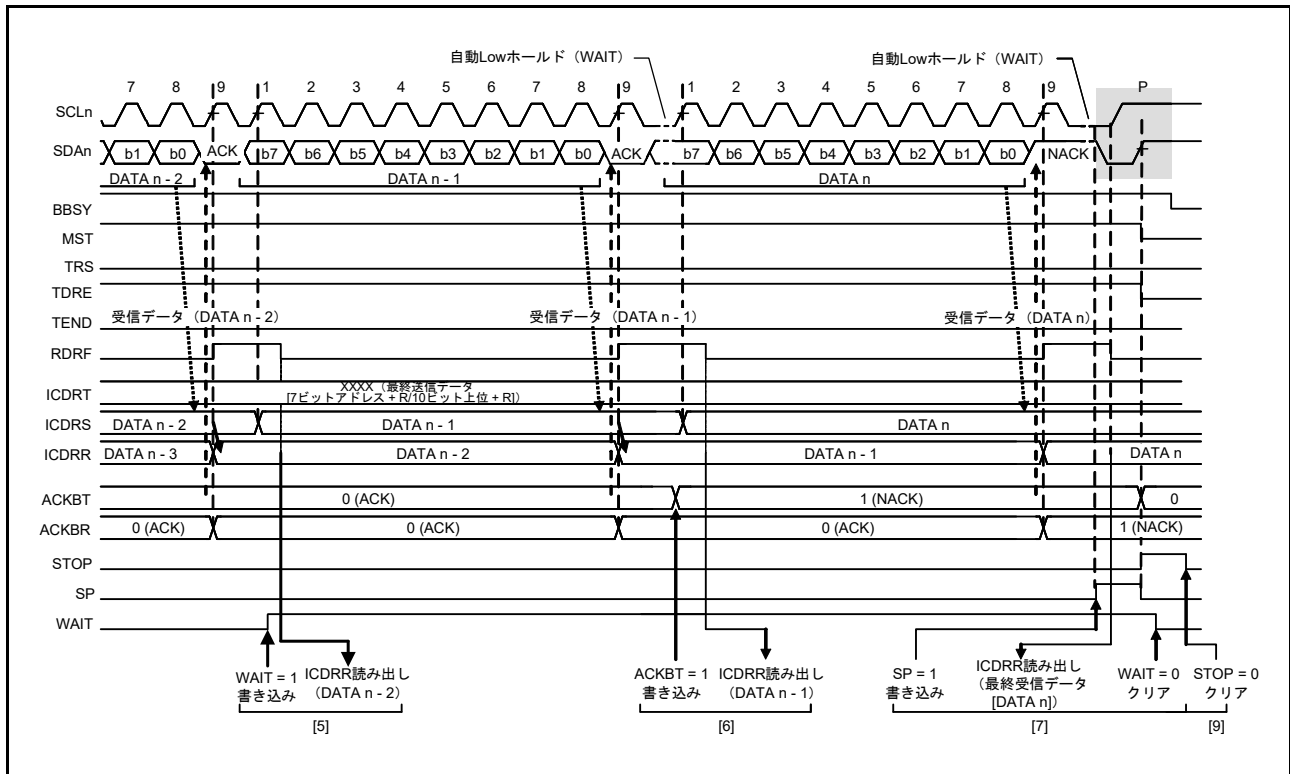 自動Lowホールド（WAIT） 自動Lowホールド（WAIT）
7 8 9 1 2 3 4 5 6 7 8 9 1 2 3 4 5 6 7 8 9 P
SCLn
SDAn b1 b0 ACK b7 b6 b5 b4 b3 b2 b1 b0 ACK b7 b6 b5 b4 b3 b2 b1 b0 NACK
DATA n - 2 DATA n - 1 DATA n
BBSY
MST
TRS
TDRE
受信データ（DATA n - 2） 受信データ（DATA n - 1） 受信データ（DATA n）
TEND
RDRF
XXXX（最終送信データ
ICDRT [7ビットアドレス + R/10ビット上位 + R]）
ICDRS DATA n - 2 DATA n - 1 DATA n
ICDRR DATA n - 3 DATA n - 2 DATA n - 1 DATA n
ACKBT 0 (ACK) 1 (NACK) 0
ACKBR 0 (ACK) 0 (ACK) 0 (ACK) 1 (NACK)
STOP
SP
WAIT
WAIT = 1
書き込み
ICDRR読み出し
（DATA n - 2）
ACKBT = 1
書き込み
ICDRR読み出し
（DATA n - 1）
SP = 1
書き込み
ICDRR読み出し
（最終受信データ
[DATA n]）
WAIT = 0
クリア
STOP = 0
クリア
[5] [6] [7] [9]